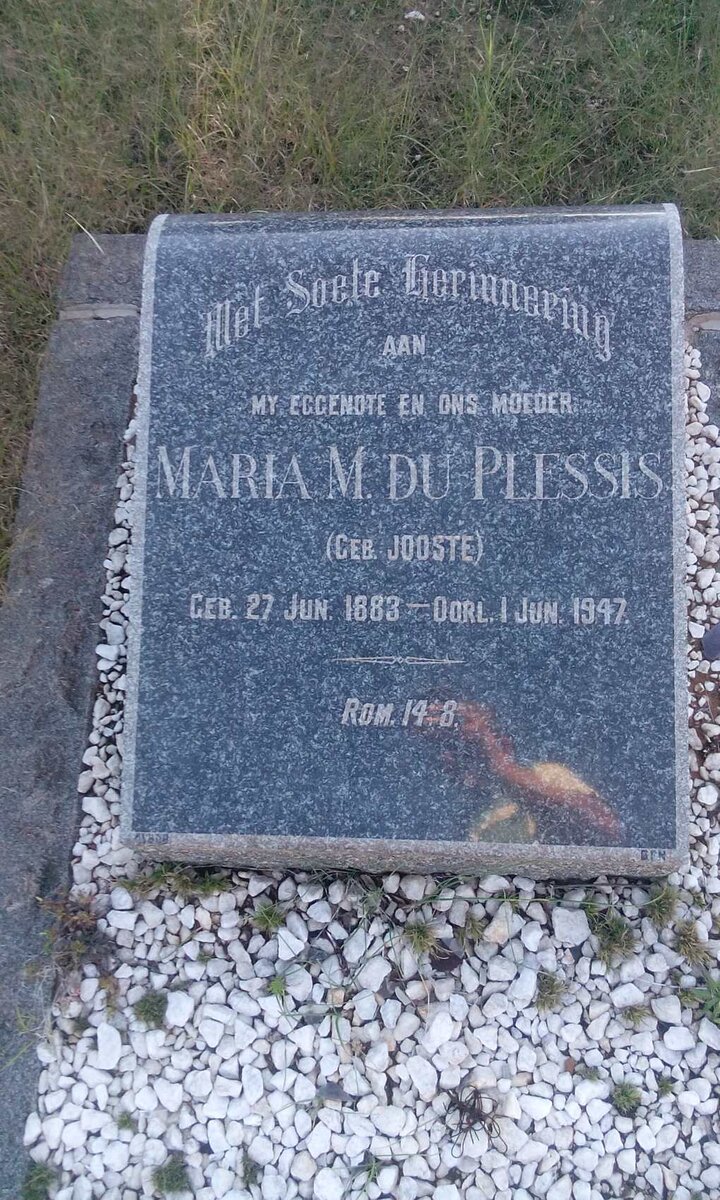 Met Soete Herinnering
AAN
MY EGGENOTE EN ONS MOEDER
MARIA M. DU PLESSIS
(GEB. JOOSTE)
GEB. 27 JUN. 1883 — OORL. 1 JUN. 1947.
ROM. 14:8.
BFN